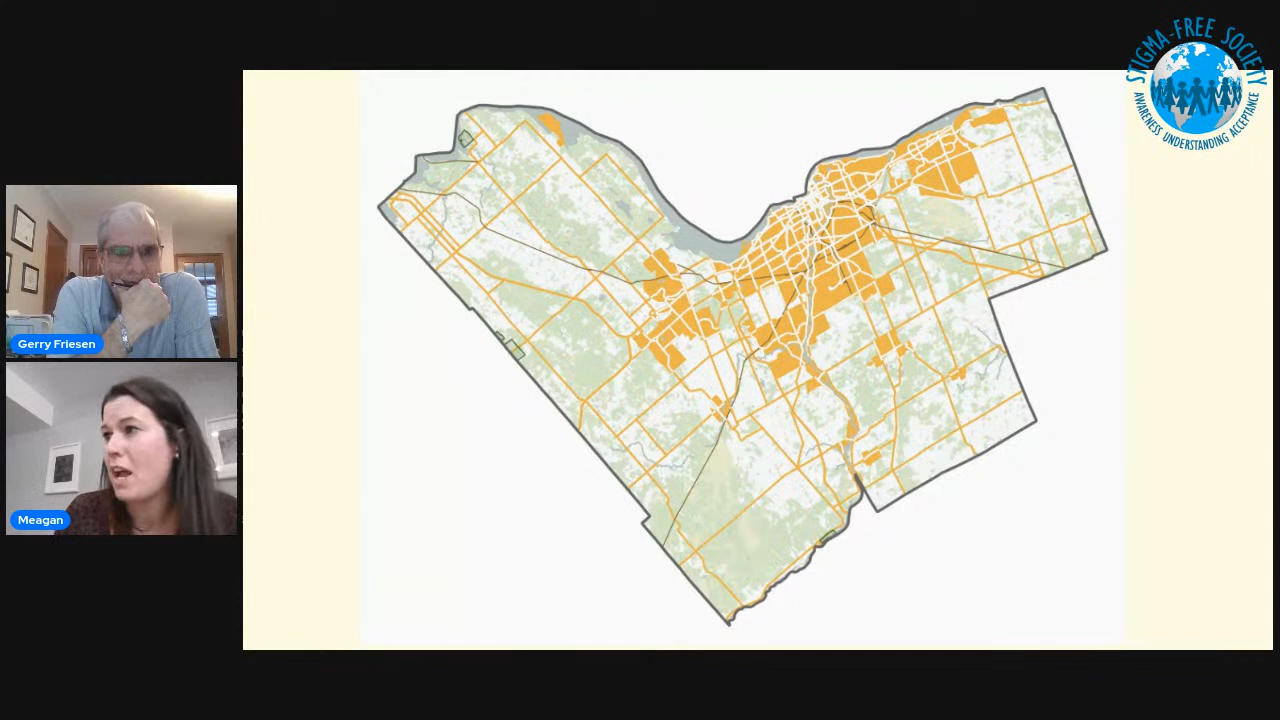 STIGMA-FREE SOCIETY
AWARENESS UNDERSTANDING ACCEPTANCE
Gerry Friesen
Meagan